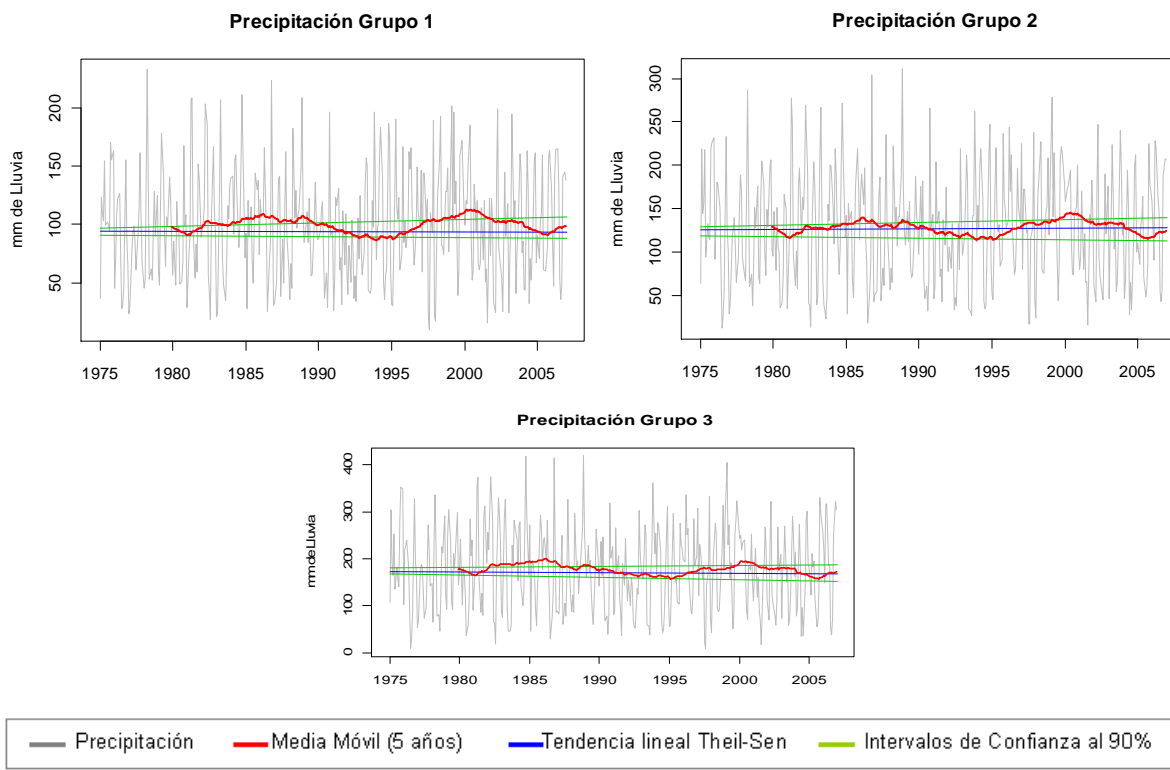 Precipitación Grupo 1
mm de Lluvia
50
100
150
200
1975 1980 1985 1990 1995 2000 2005
Precipitación Grupo 2
mm de Lluvia
50
100
150
200
250
300
1975 1980 1985 1990 1995 2000 2005
Precipitación Grupo 3
mm de Lluvia
0
100
200
300
400
1975 1980 1985 1990 1995 2000 2005
Precipitación Media Móvil (5 años) Tendencia lineal Theil-Sen Intervalos de Confianza al 90%